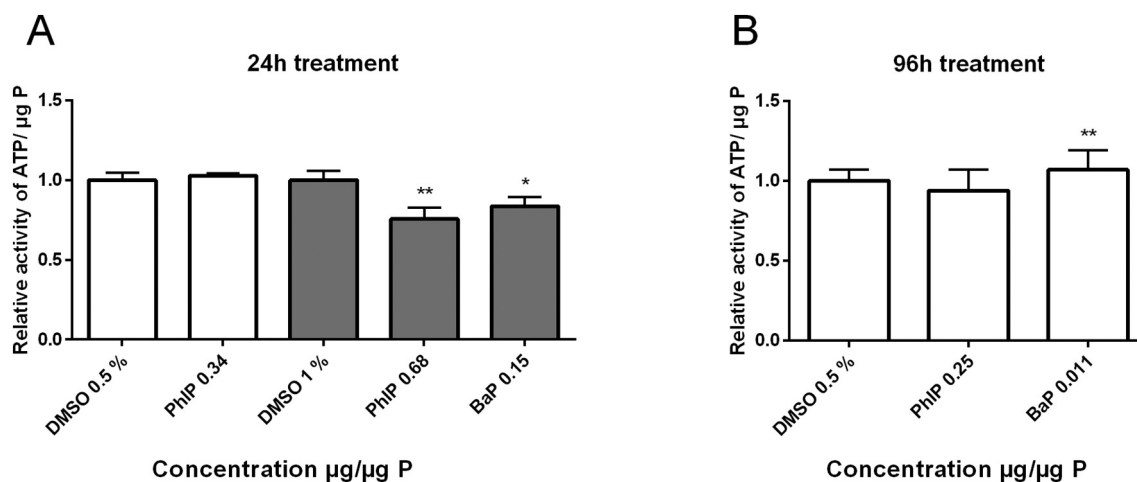 A
24h treatment
Relative activity of ATP/ µg P
1.5
1.0
0.5
0.0
**
*
DMSO 0.5 %
PhIP 0.34
DMSO 1 %
PhIP 0.68
BaP 0.15
Concentration µg/µg P
B
96h treatment
Relative activity of ATP/ µg P
1.5
1.0
0.5
0.0
**
DMSO 0.5 %
PhIP 0.25
BaP 0.011
Concentration µg/µg P